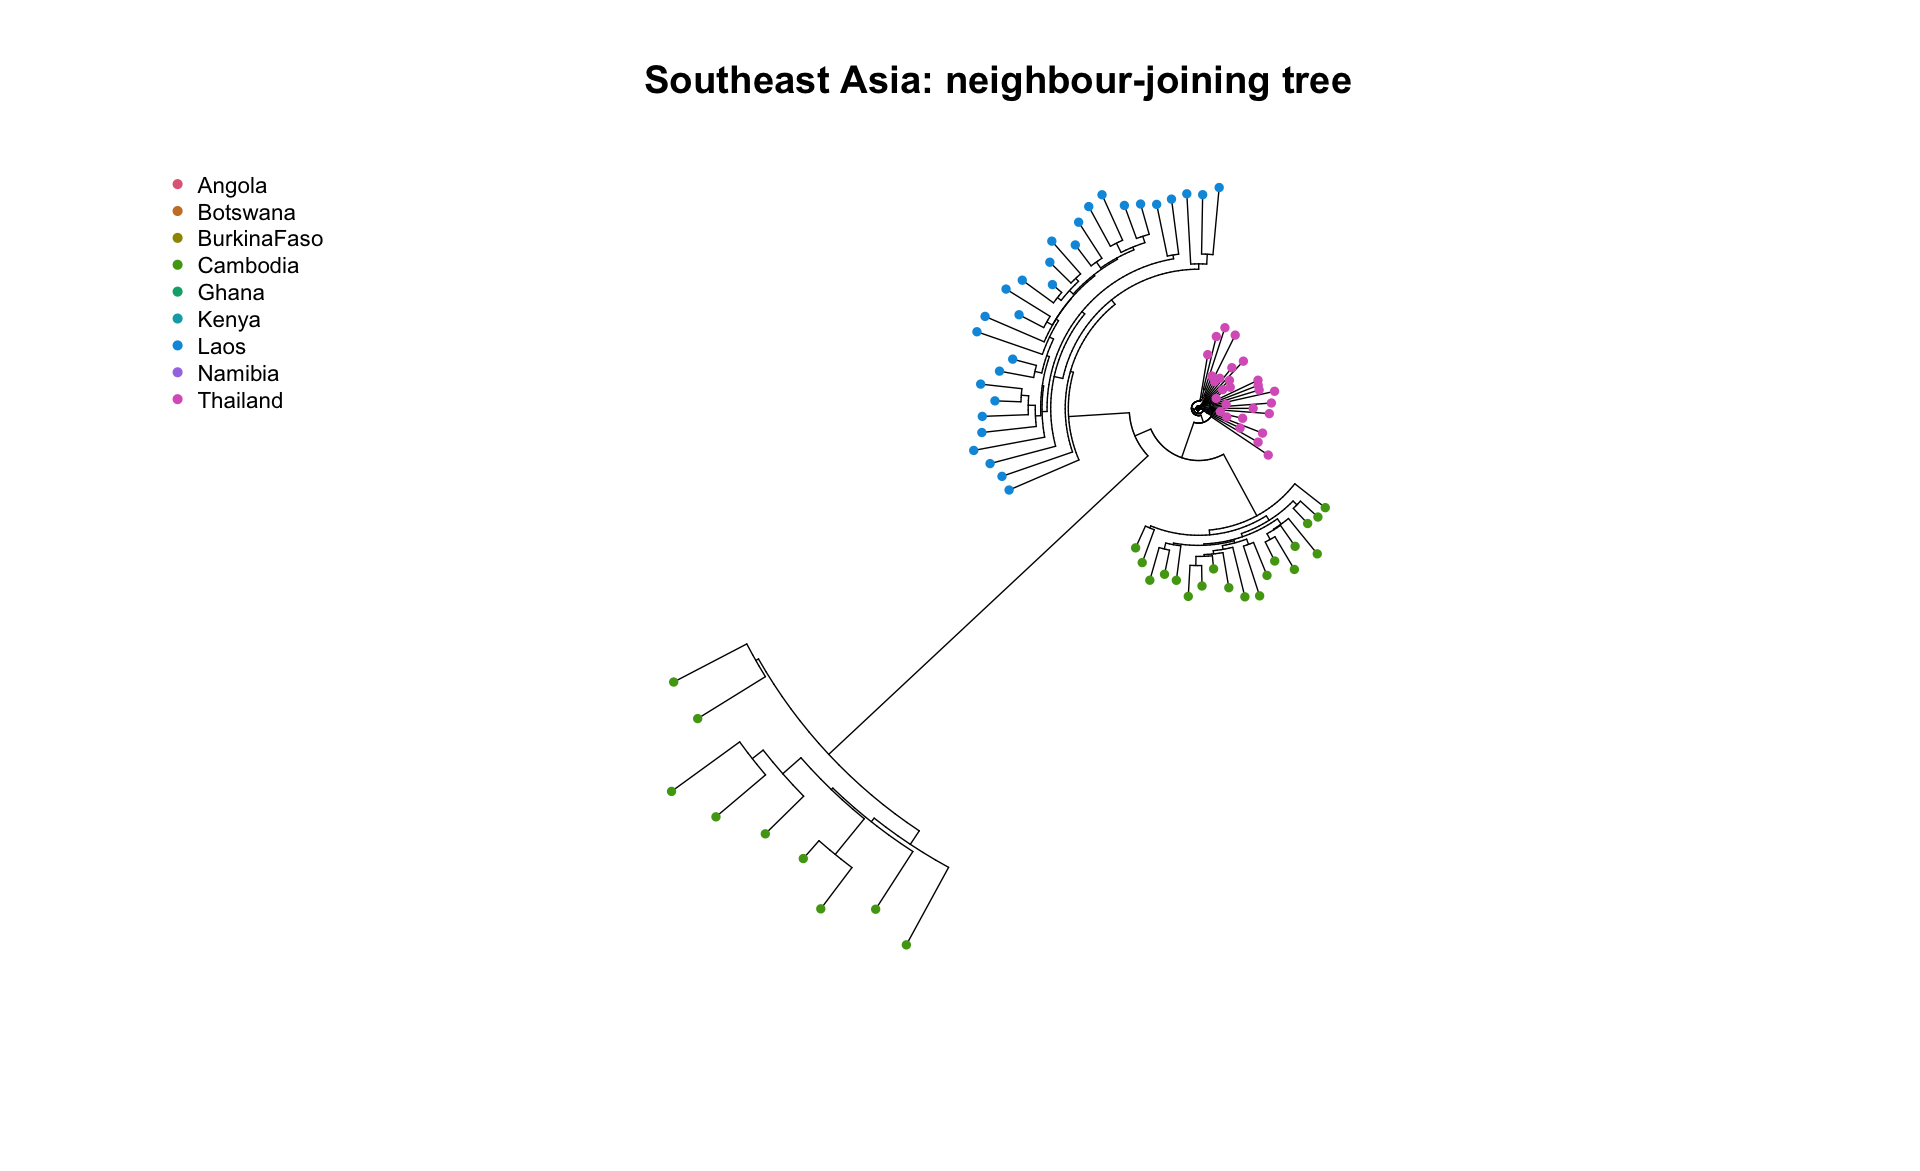 Southeast Asia: neighbour-joining tree
Angola
Botswana
BurkinaFaso
Cambodia
Ghana
Kenya
Laos
Namibia
Thailand